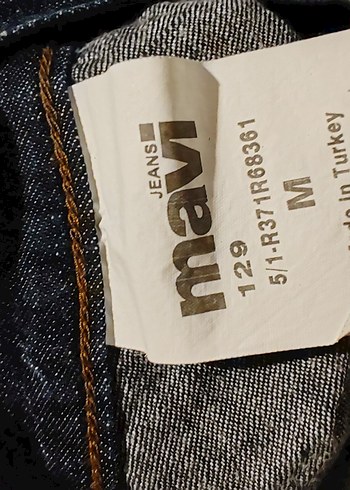 mavi
JEANS
129
5/1-R371R68361
M
in Turkey